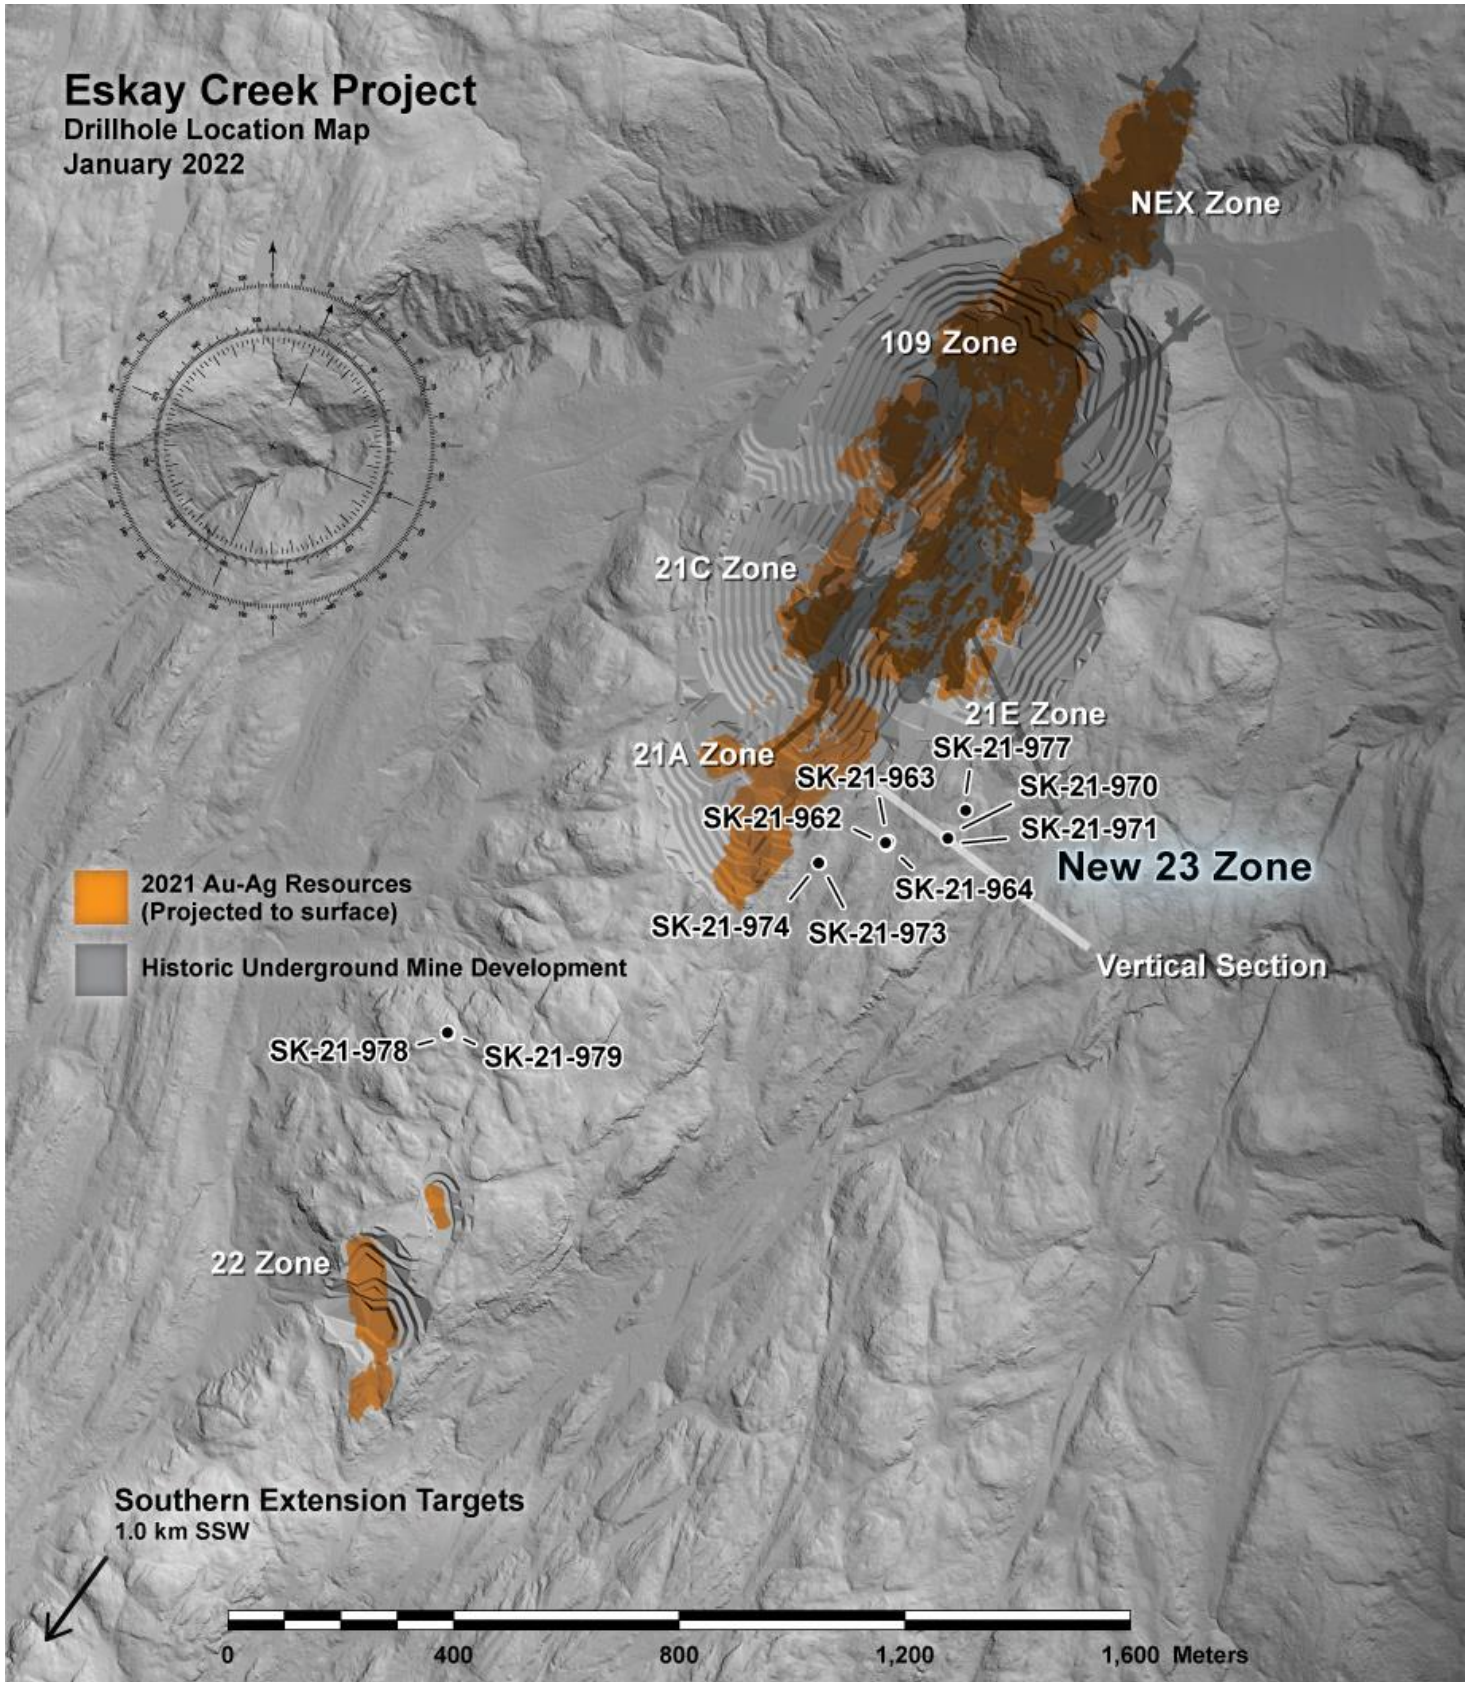 Eskay Creek Project
Drillhole Location Map
January 2022
NEX Zone
109 Zone
21C Zone
21E Zone
21A Zone
SK-21-977
SK-21-963
SK-21-970
SK-21-962
SK-21-971
New 23 Zone
SK-21-964
SK-21-974
SK-21-973
Vertical Section
2021 Au-Ag Resources
(Projected to surface)
Historic Underground Mine Development
SK-21-978
SK-21-979
22 Zone
Southern Extension Targets
1.0 km SSW
0 400 800 1,200 1,600 Meters